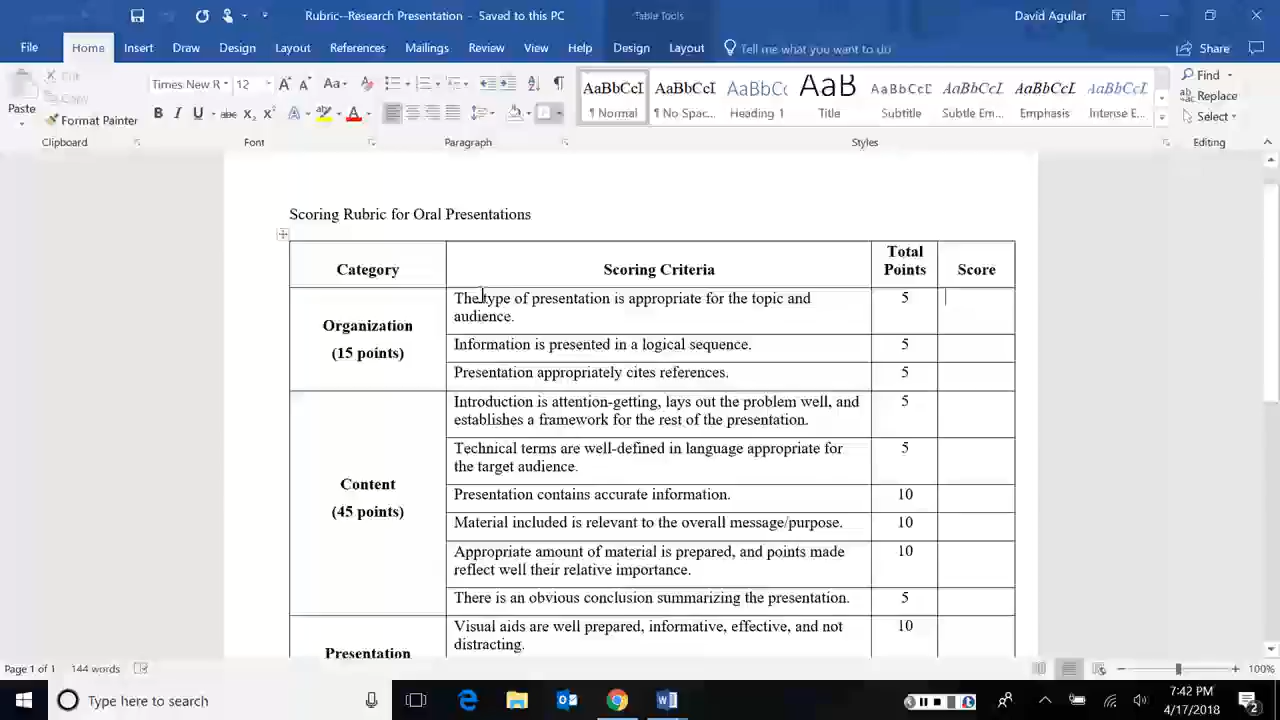 Rubric--Research Presentations - Saved to this PC
Table Tools
David Aguilar
File Home Insert Draw Design Layout References Mailings Review View Help Design Layout Tell me what you want to do Share
Paste
Cut
Copy
Format Painter
Times New R 12
AaBbCcI AaBbCcI AaBbCc AaB AaBbCcD AaBbCcI AaBbCcI AaBbCcI
¶ Normal ¶ No Spac... Heading 1 Title Subtitle Subtle Em... Emphasis Intense E...
Find
Replace
Select
Clipboard Font Paragraph Styles Editing
Scoring Rubric for Oral Presentations
Category
Scoring Criteria
Total
Points
Score
Organization
(15 points)
The type of presentation is appropriate for the topic and
audience.
5
Information is presented in a logical sequence.
5
Presentation appropriately cites references.
5
Content
(45 points)
Introduction is attention-getting, lays out the problem well, and
establishes a framework for the rest of the presentation.
5
Technical terms are well-defined in language appropriate for
the target audience.
5
Presentation contains accurate information.
10
Material included is relevant to the overall message/purpose.
10
Appropriate amount of material is prepared, and points made
reflect well their relative importance.
10
There is an obvious conclusion summarizing the presentation.
5
Presentation
Visual aids are well prepared, informative, effective, and not
distracting.
10
Page 1 of 1 144 words 100%
Type here to search
7:42 PM
4/17/2018
2